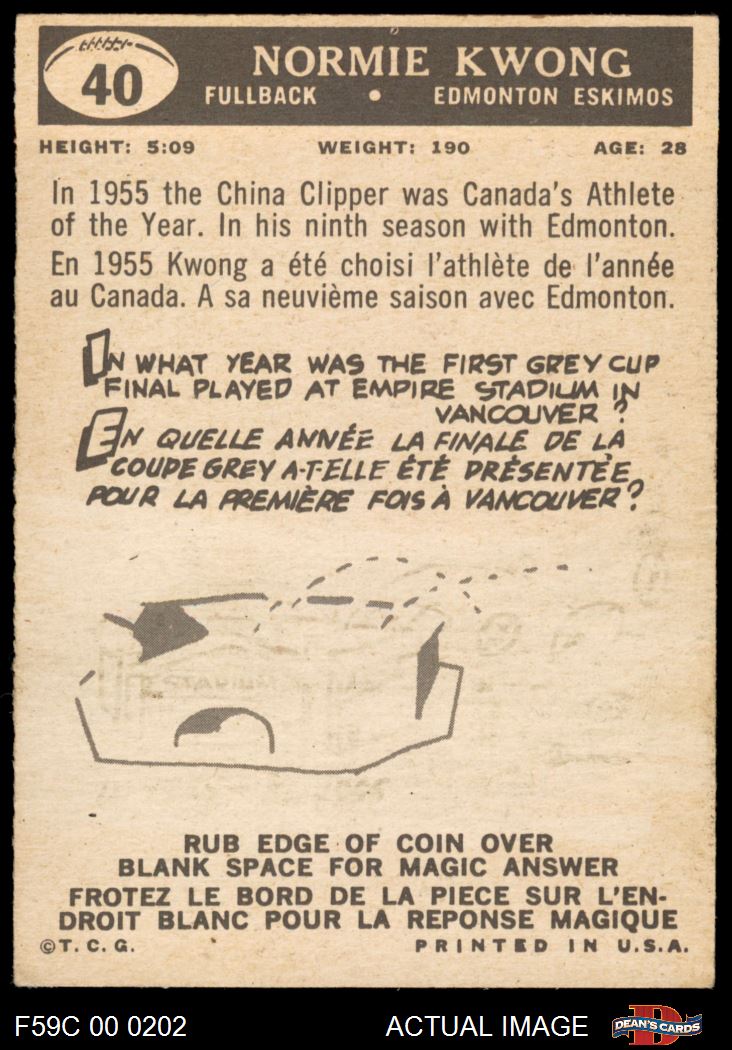 40
NORMIE KWONG
FULLBACK • EDMONTON ESKIMOS
HEIGHT: 5:09 WEIGHT: 190 AGE: 28
In 1955 the China Clipper was Canada's Athlete
of the Year. In his ninth season with Edmonton.
En 1955 Kwong a été choisi l'athlète de l'année
au Canada. A sa neuvième saison avec Edmonton.
IN WHAT YEAR WAS THE FIRST GREY CUP
FINAL PLAYED AT EMPIRE STADIUM IN
VANCOUVER ?
EN QUELLE ANNÉE LA FINALE DE LA
COUPE GREY A-T-ELLE ÉTÉ PRÉSENTÉE
POUR LA PREMIÈRE FOIS À VANCOUVER?
RUB EDGE OF COIN OVER
BLANK SPACE FOR MAGIC ANSWER
FROTEZ LE BORD DE LA PIECE SUR L'EN-
DROIT BLANC POUR LA REPONSE MAGIQUE
©T. C. G. PRINTED IN U.S.A.
F59C 00 0202 ACTUAL IMAGE DEAN'S CARDS